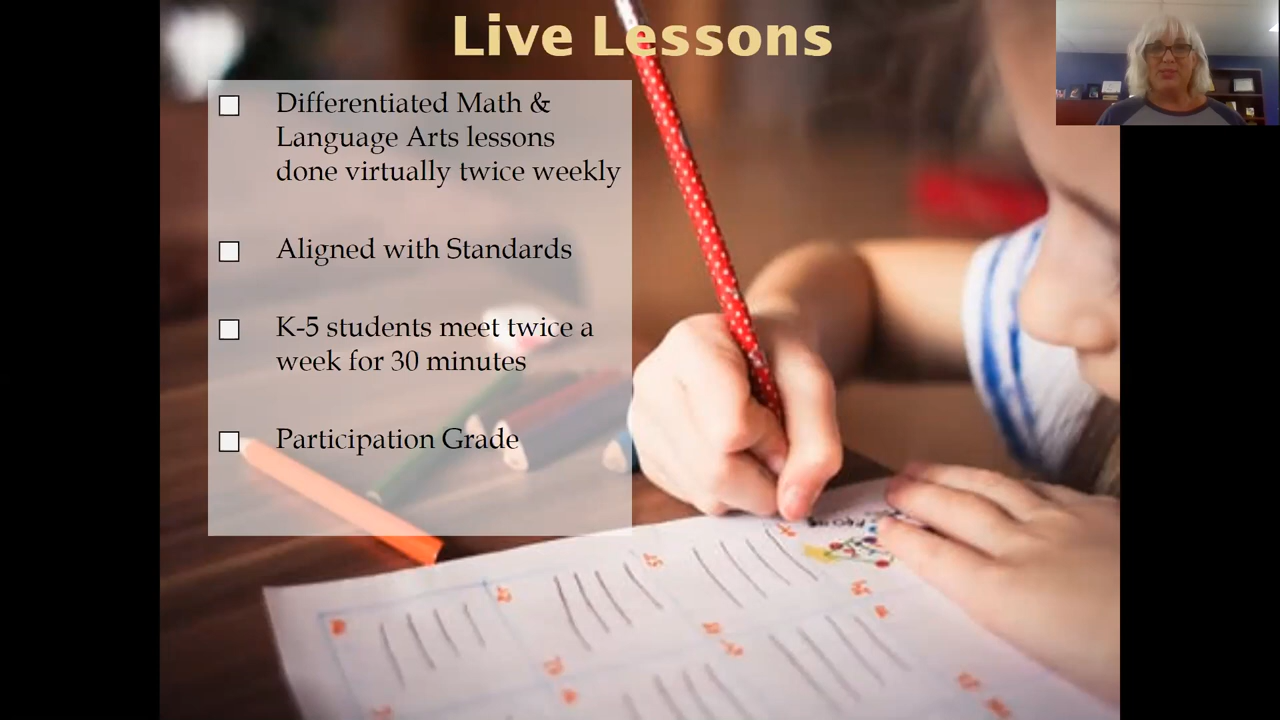 Live Lessons
Differentiated Math &
Language Arts lessons
done virtually twice weekly
Aligned with Standards
K-5 students meet twice a
week for 30 minutes
Participation Grade